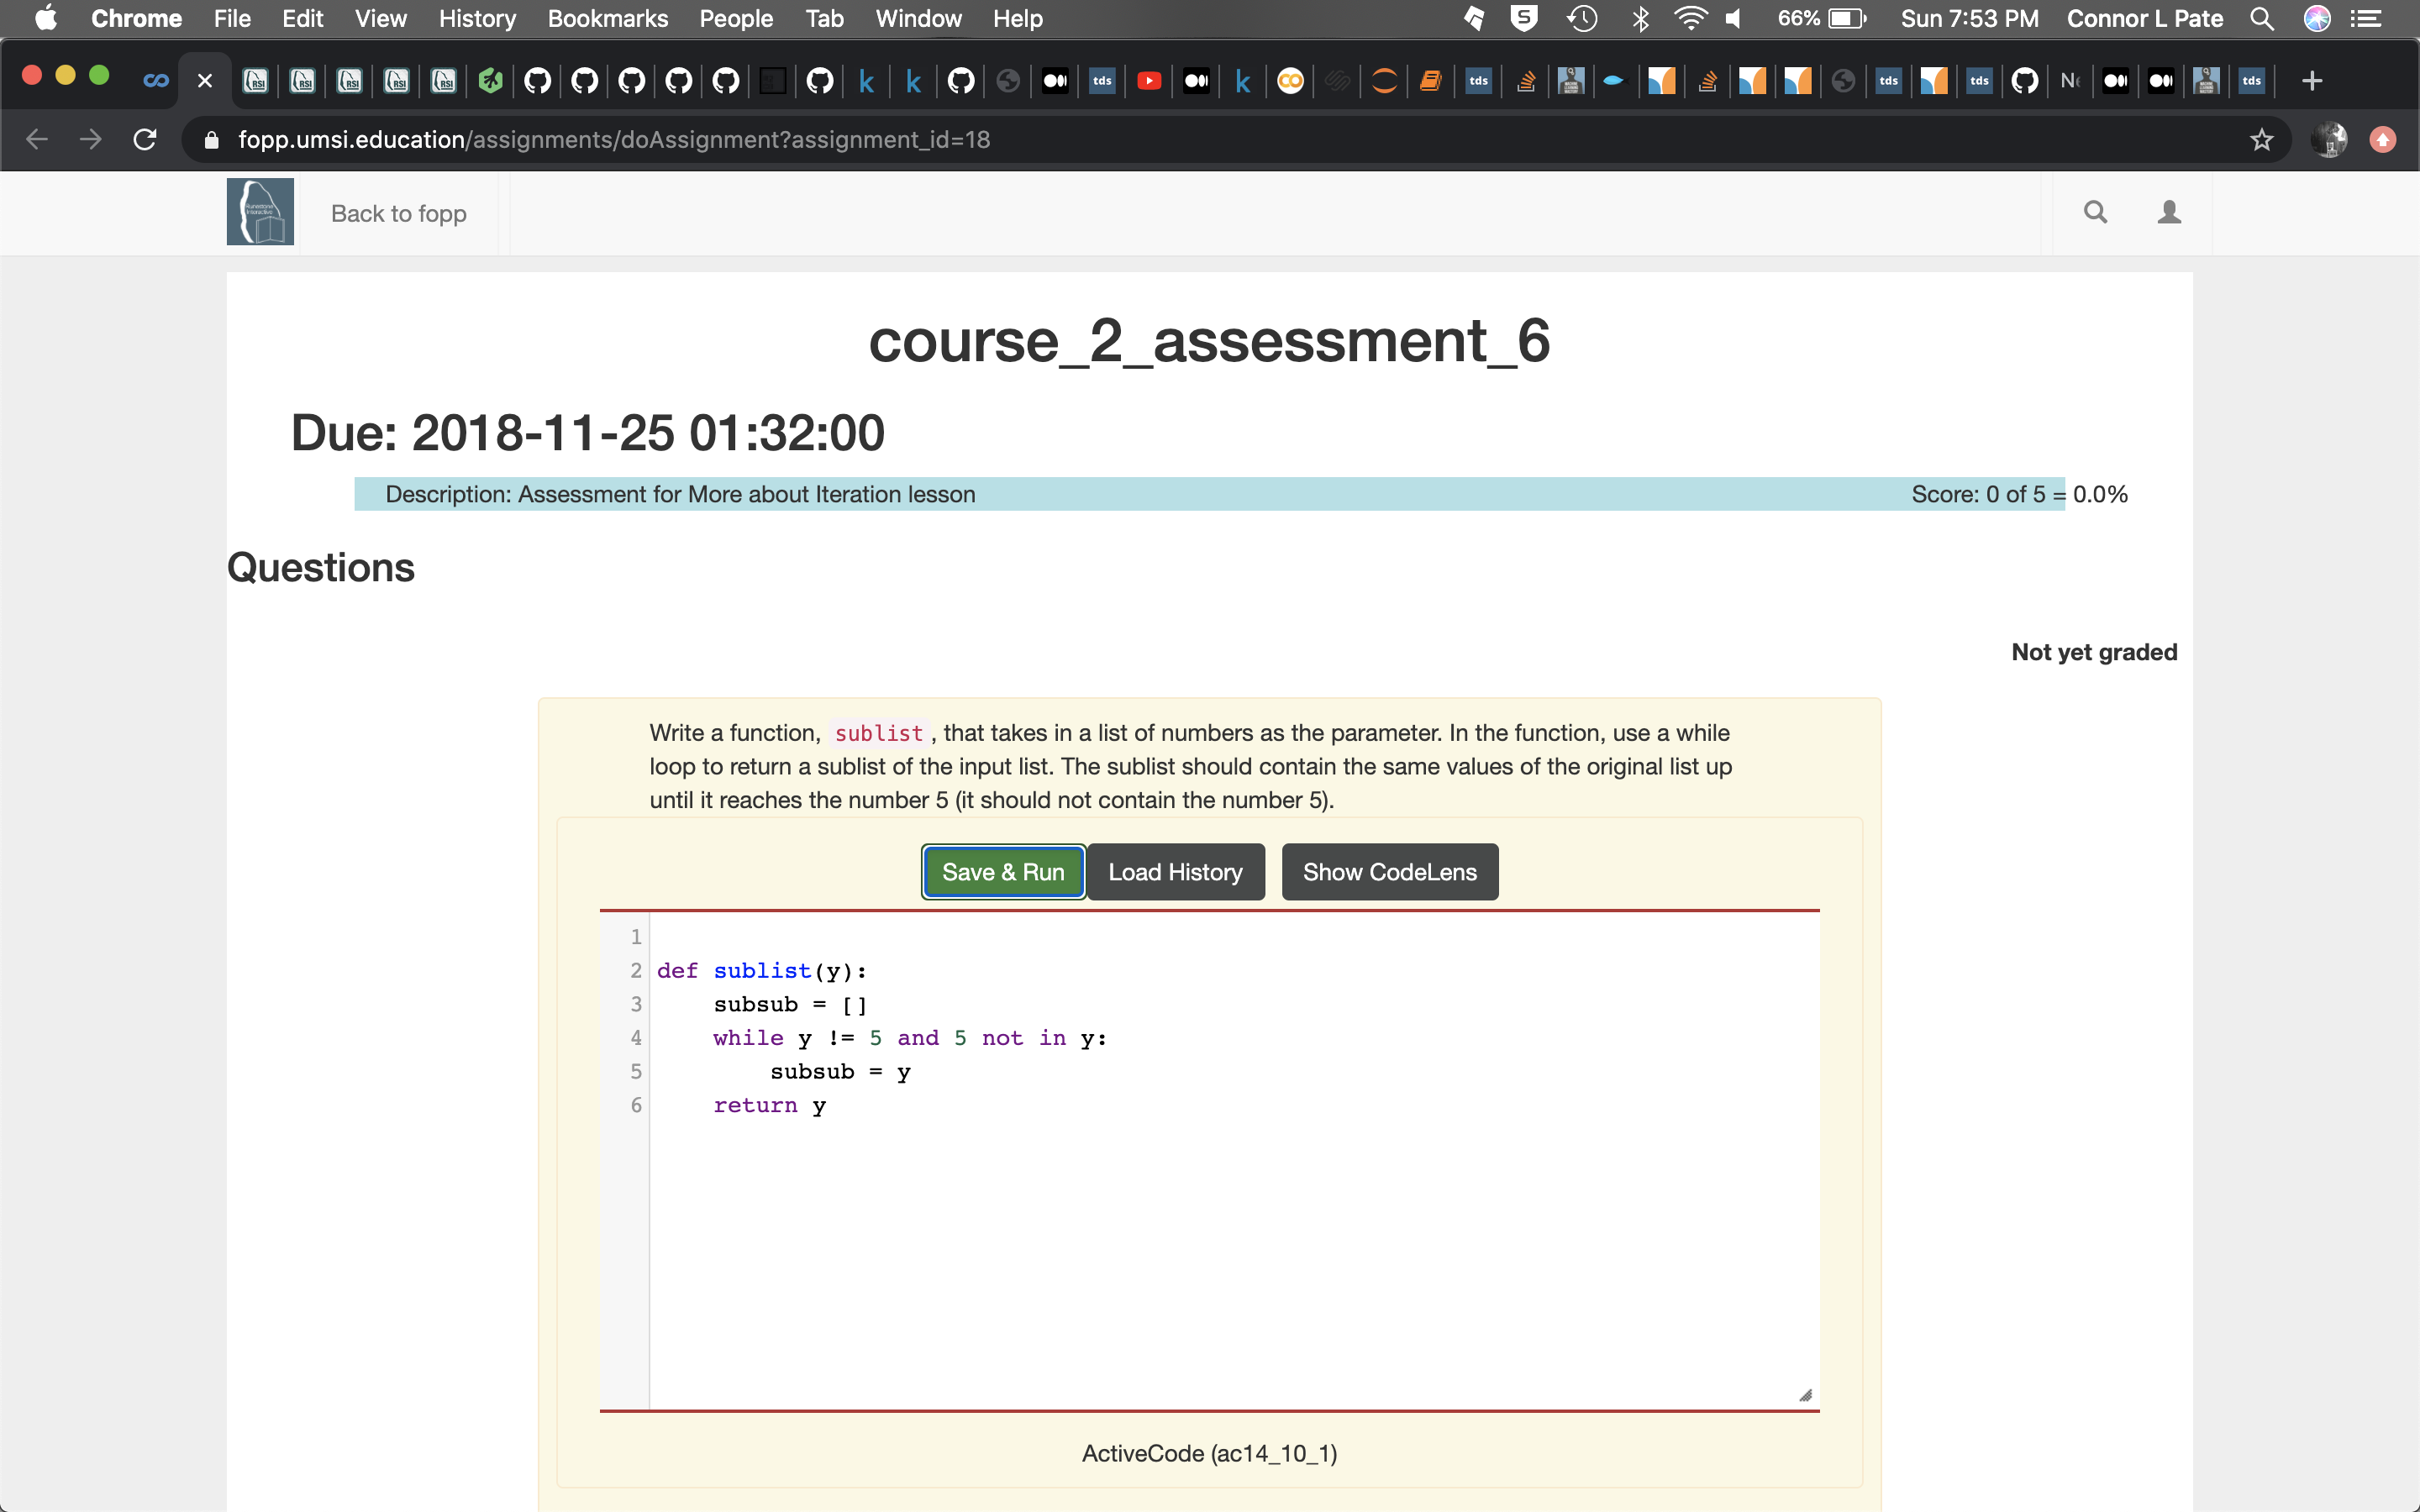 Chrome File Edit View History Bookmarks People Tab Window Help 66% Sun 7:53 PM Connor L Pate
RSI RSI RSI RSI RSI k k tds k tds tds tds tds
fopp.umsi.education/assignments/doAssignment?assignment_id=18
Back to fopp
course_2_assessment_6
Due: 2018-11-25 01:32:00
Description: Assessment for More about Iteration lesson Score: 0 of 5 = 0.0%
Questions
Not yet graded
Write a function, sublist, that takes in a list of numbers as the parameter. In the function, use a while
loop to return a sublist of the input list. The sublist should contain the same values of the original list up
until it reaches the number 5 (it should not contain the number 5).
Save & Run Load History Show CodeLens
1
2 def sublist(y):
3 subsub = []
4 while y != 5 and 5 not in y:
5 subsub = y
6 return y
ActiveCode (ac14_10_1)